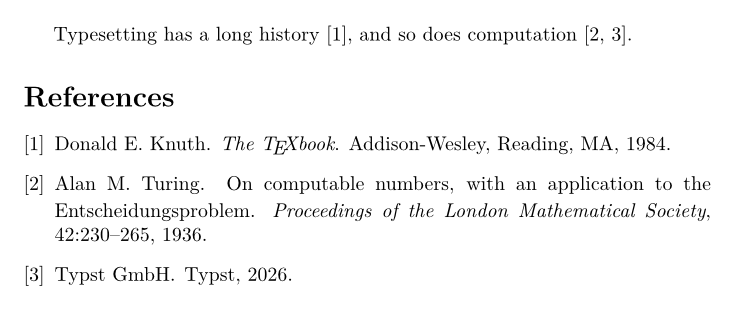 Typesetting has a long history [1], and so does computation [2, 3].
References
[1] Donald E. Knuth. The TEXbook. Addison-Wesley, Reading, MA, 1984.
[2] Alan M. Turing. On computable numbers, with an application to the
Entscheidungsproblem. Proceedings of the London Mathematical Society,
42:230–265, 1936.
[3] Typst GmbH. Typst, 2026.